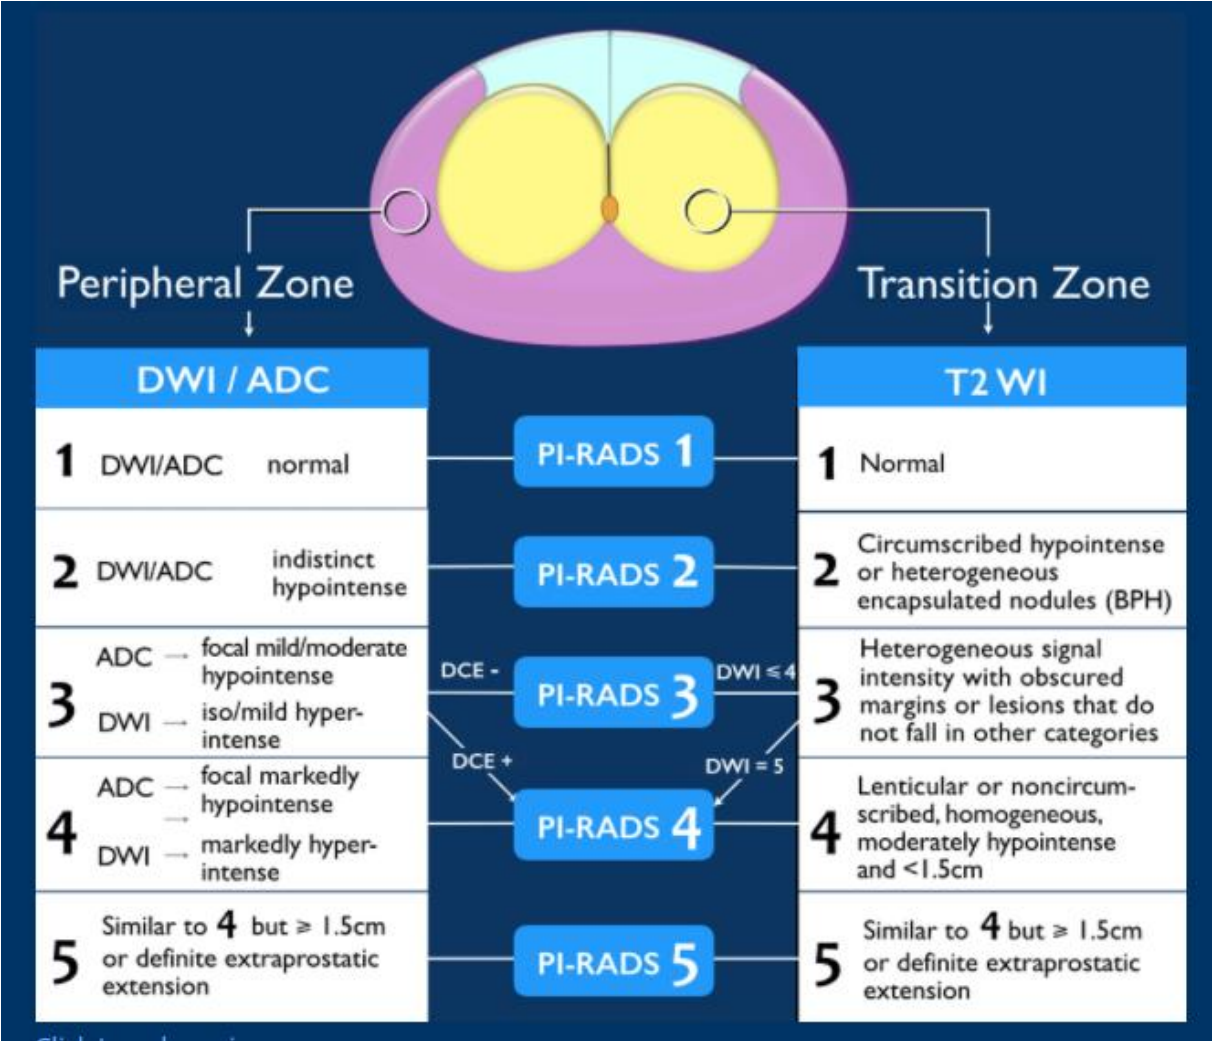 Peripheral Zone
Transition Zone
DWI / ADC
1 DWI/ADC normal
2 DWI/ADC indistinct
hypointense
3
ADC → focal mild/moderate
hypointense
DWI → iso/mild hyper-
intense
4
ADC → focal markedly
hypointense
→
DWI → markedly hyper-
intense
5
Similar to 4 but ≥ 1.5cm
or definite extraprostatic
extension
PI-RADS 1
PI-RADS 2
DCE -
PI-RADS 3
DWI ≤ 4
DCE +
DWI = 5
PI-RADS 4
PI-RADS 5
T2 WI
1 Normal
2
Circumscribed hypointense
or heterogeneous
encapsulated nodules (BPH)
3
Heterogeneous signal
intensity with obscured
margins or lesions that do
not fall in other categories
4
Lenticular or noncircum-
scribed, homogeneous,
moderately hypointense
and <1.5cm
5
Similar to 4 but ≥ 1.5cm
or definite extraprostatic
extension